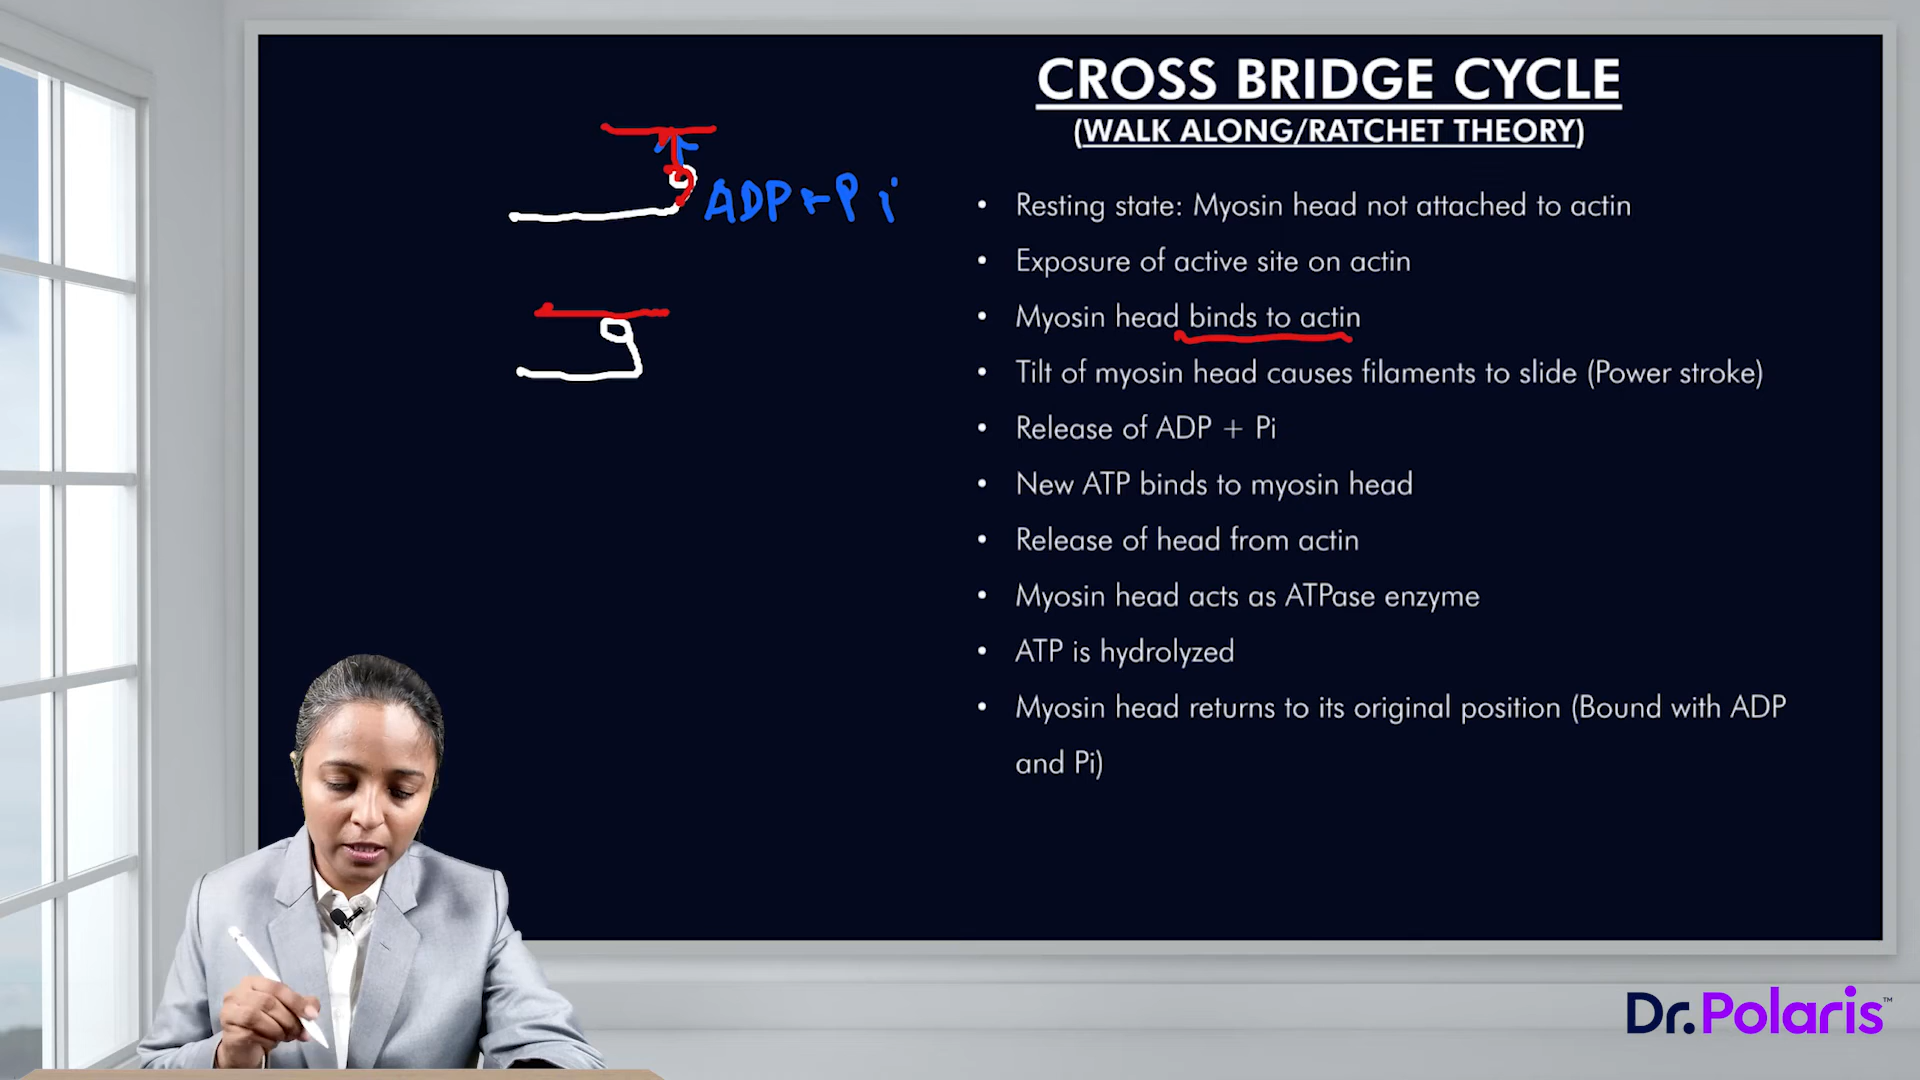 CROSS BRIDGE CYCLE
(WALK ALONG/RATCHET THEORY)
ADP+Pi
• Resting state: Myosin head not attached to actin
• Exposure of active site on actin
• Myosin head binds to actin
• Tilt of myosin head causes filaments to slide (Power stroke)
• Release of ADP + Pi
• New ATP binds to myosin head
• Release of head from actin
• Myosin head acts as ATPase enzyme
• ATP is hydrolyzed
• Myosin head returns to its original position (Bound with ADP
and Pi)
Dr.Polaris™